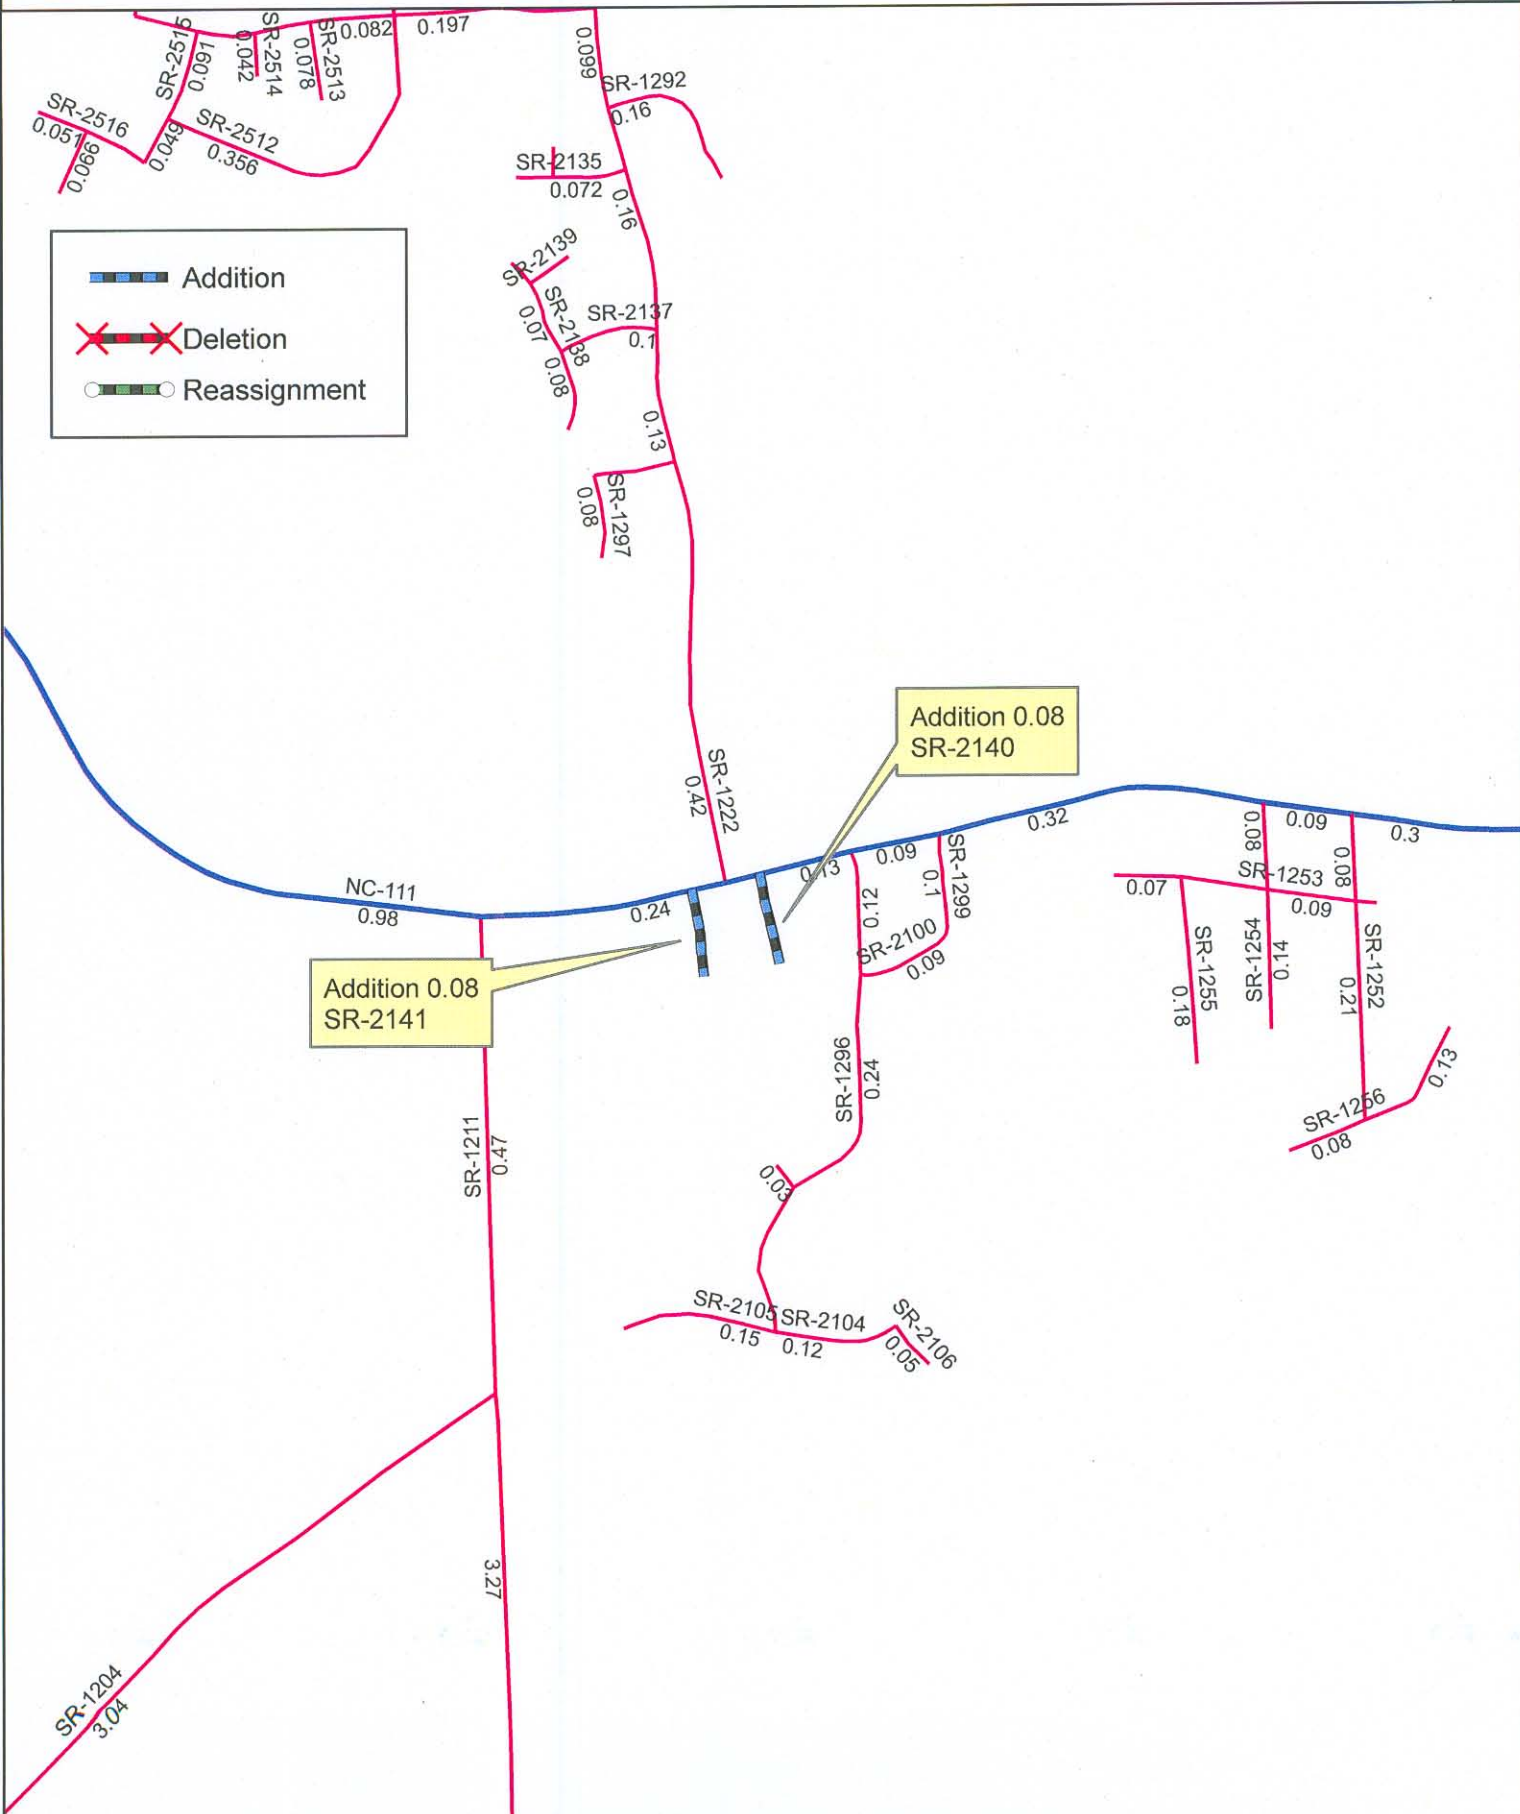 0.082
0.197
SR-2515
0.091
0.042
SR-2514
0.078
SR-2513
0.099
SR-1292
0.16
SR-2516
0.051
0.066
0.049
SR-2512
0.356
SR-2135
0.072
0.16
SR-2139
0.07
SR-2138
0.08
SR-2137
0.1
Addition
Deletion
Reassignment
0.13
SR-1297
0.08
Addition 0.08
SR-2140
SR-1222
0.42
NC-111
0.98
0.24
0.13
0.09
0.32
0.09
0.3
0.08
0.08
SR-1253
0.07
0.09
0.12
0.1
SR-1299
SR-2100
0.09
Addition 0.08
SR-2141
SR-1255
0.18
SR-1254
0.14
SR-1252
0.21
SR-1296
0.24
SR-1256
0.08
0.13
SR-1211
0.47
0.03
SR-2105
0.15
SR-2104
0.12
SR-2106
0.05
3.27
SR-1204
3.04